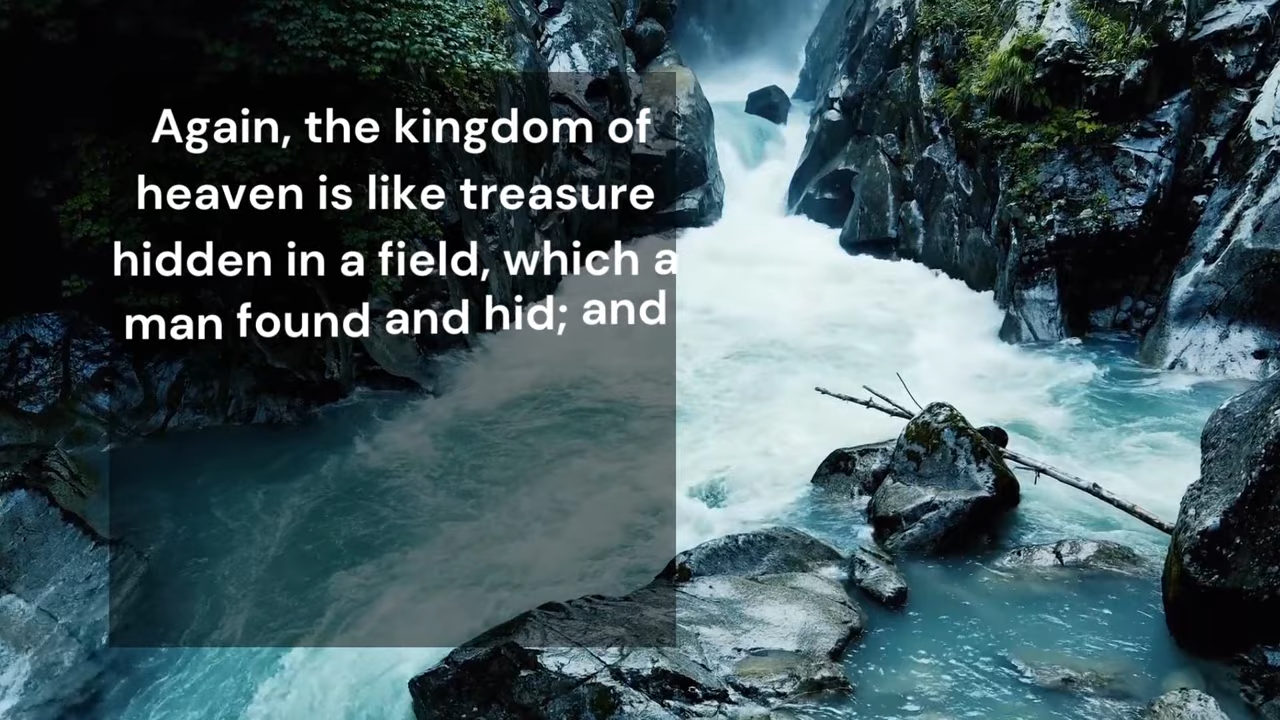 Again, the kingdom of
heaven is like treasure
hidden in a field, which a
man found and hid; and